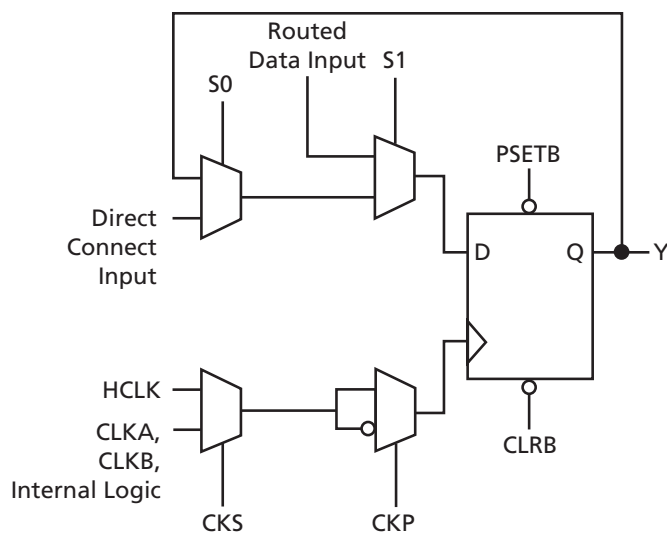 Routed
Data Input
S1
S0
PSETB
Direct
Connect
Input
D
Q
Y
HCLK
CLKA,
CLKB,
Internal Logic
CLRB
CKS
CKP